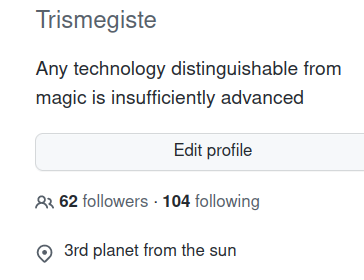 Trismegiste
Any technology distinguishable from
magic is insufficiently advanced
Edit profile
62 followers · 104 following
3rd planet from the sun